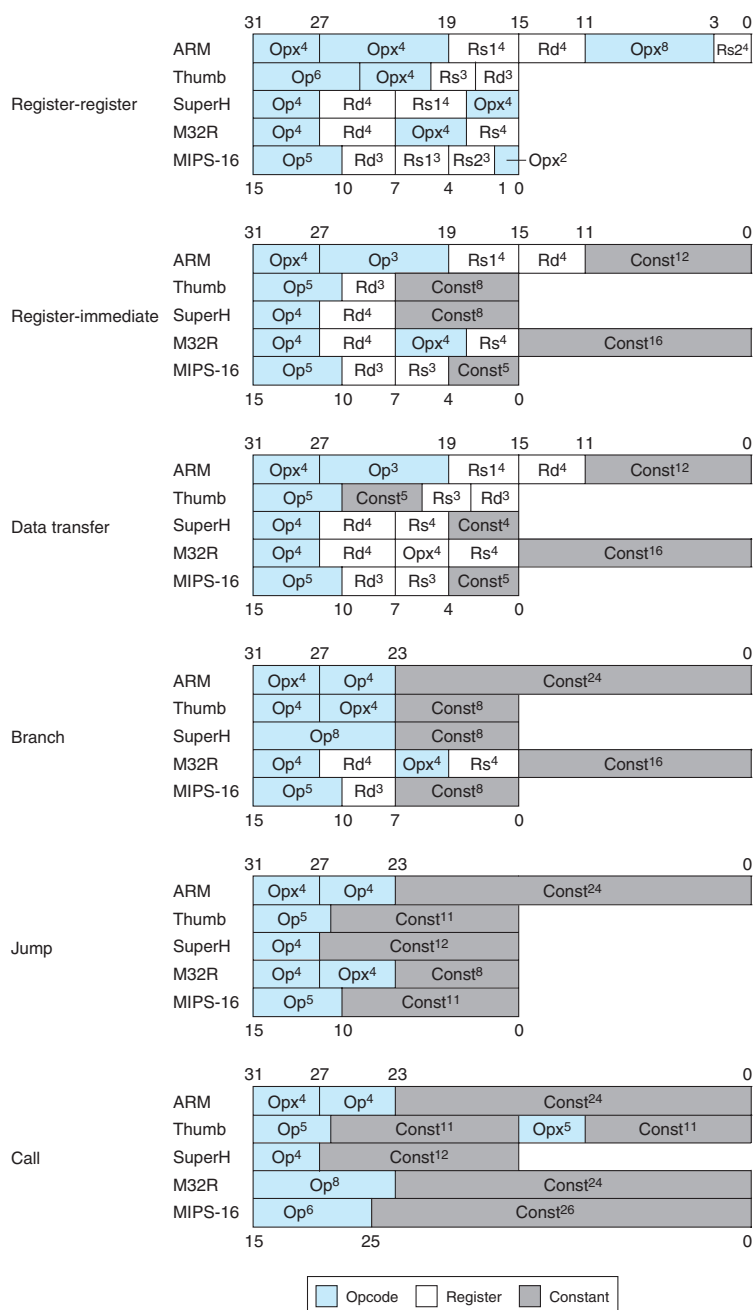 31 27 19 15 11 3 0
ARM Opx⁴ Opx⁴ Rs1⁴ Rd⁴ Opx⁸ Rs2⁴
Thumb Op⁶ Opx⁴ Rs³ Rd³
Register-register SuperH Op⁴ Rd⁴ Rs1⁴ Opx⁴
M32R Op⁴ Rd⁴ Opx⁴ Rs⁴
MIPS-16 Op⁵ Rd³ Rs1³ Rs2³ Opx²
15 10 7 4 1 0
31 27 19 15 11 0
ARM Opx⁴ Op³ Rs1⁴ Rd⁴ Const¹²
Thumb Op⁵ Rd³ Const⁸
Register-immediate SuperH Op⁴ Rd⁴ Const⁸
M32R Op⁴ Rd⁴ Opx⁴ Rs⁴ Const¹⁶
MIPS-16 Op⁵ Rd³ Rs³ Const⁵
15 10 7 4 0
31 27 19 15 11 0
ARM Opx⁴ Op³ Rs1⁴ Rd⁴ Const¹²
Thumb Op⁵ Const⁵ Rs³ Rd³
Data transfer SuperH Op⁴ Rd⁴ Rs⁴ Const⁴
M32R Op⁴ Rd⁴ Opx⁴ Rs⁴ Const¹⁶
MIPS-16 Op⁵ Rd³ Rs³ Const⁵
15 10 7 4 0
31 27 23 0
ARM Opx⁴ Op⁴ Const²⁴
Thumb Op⁴ Opx⁴ Const⁸
Branch SuperH Op⁸ Const⁸
M32R Op⁴ Rd⁴ Opx⁴ Rs⁴ Const¹⁶
MIPS-16 Op⁵ Rd³ Const⁸
15 10 7 0
31 27 23 0
ARM Opx⁴ Op⁴ Const²⁴
Thumb Op⁵ Const¹¹
Jump SuperH Op⁴ Const¹²
M32R Op⁴ Opx⁴ Const⁸
MIPS-16 Op⁵ Const¹¹
15 10 0
31 27 23 0
ARM Opx⁴ Op⁴ Const²⁴
Thumb Op⁵ Const¹¹ Opx⁵ Const¹¹
Call SuperH Op⁴ Const¹²
M32R Op⁸ Const²⁴
MIPS-16 Op⁶ Const²⁶
15 25 0
Opcode Register Constant